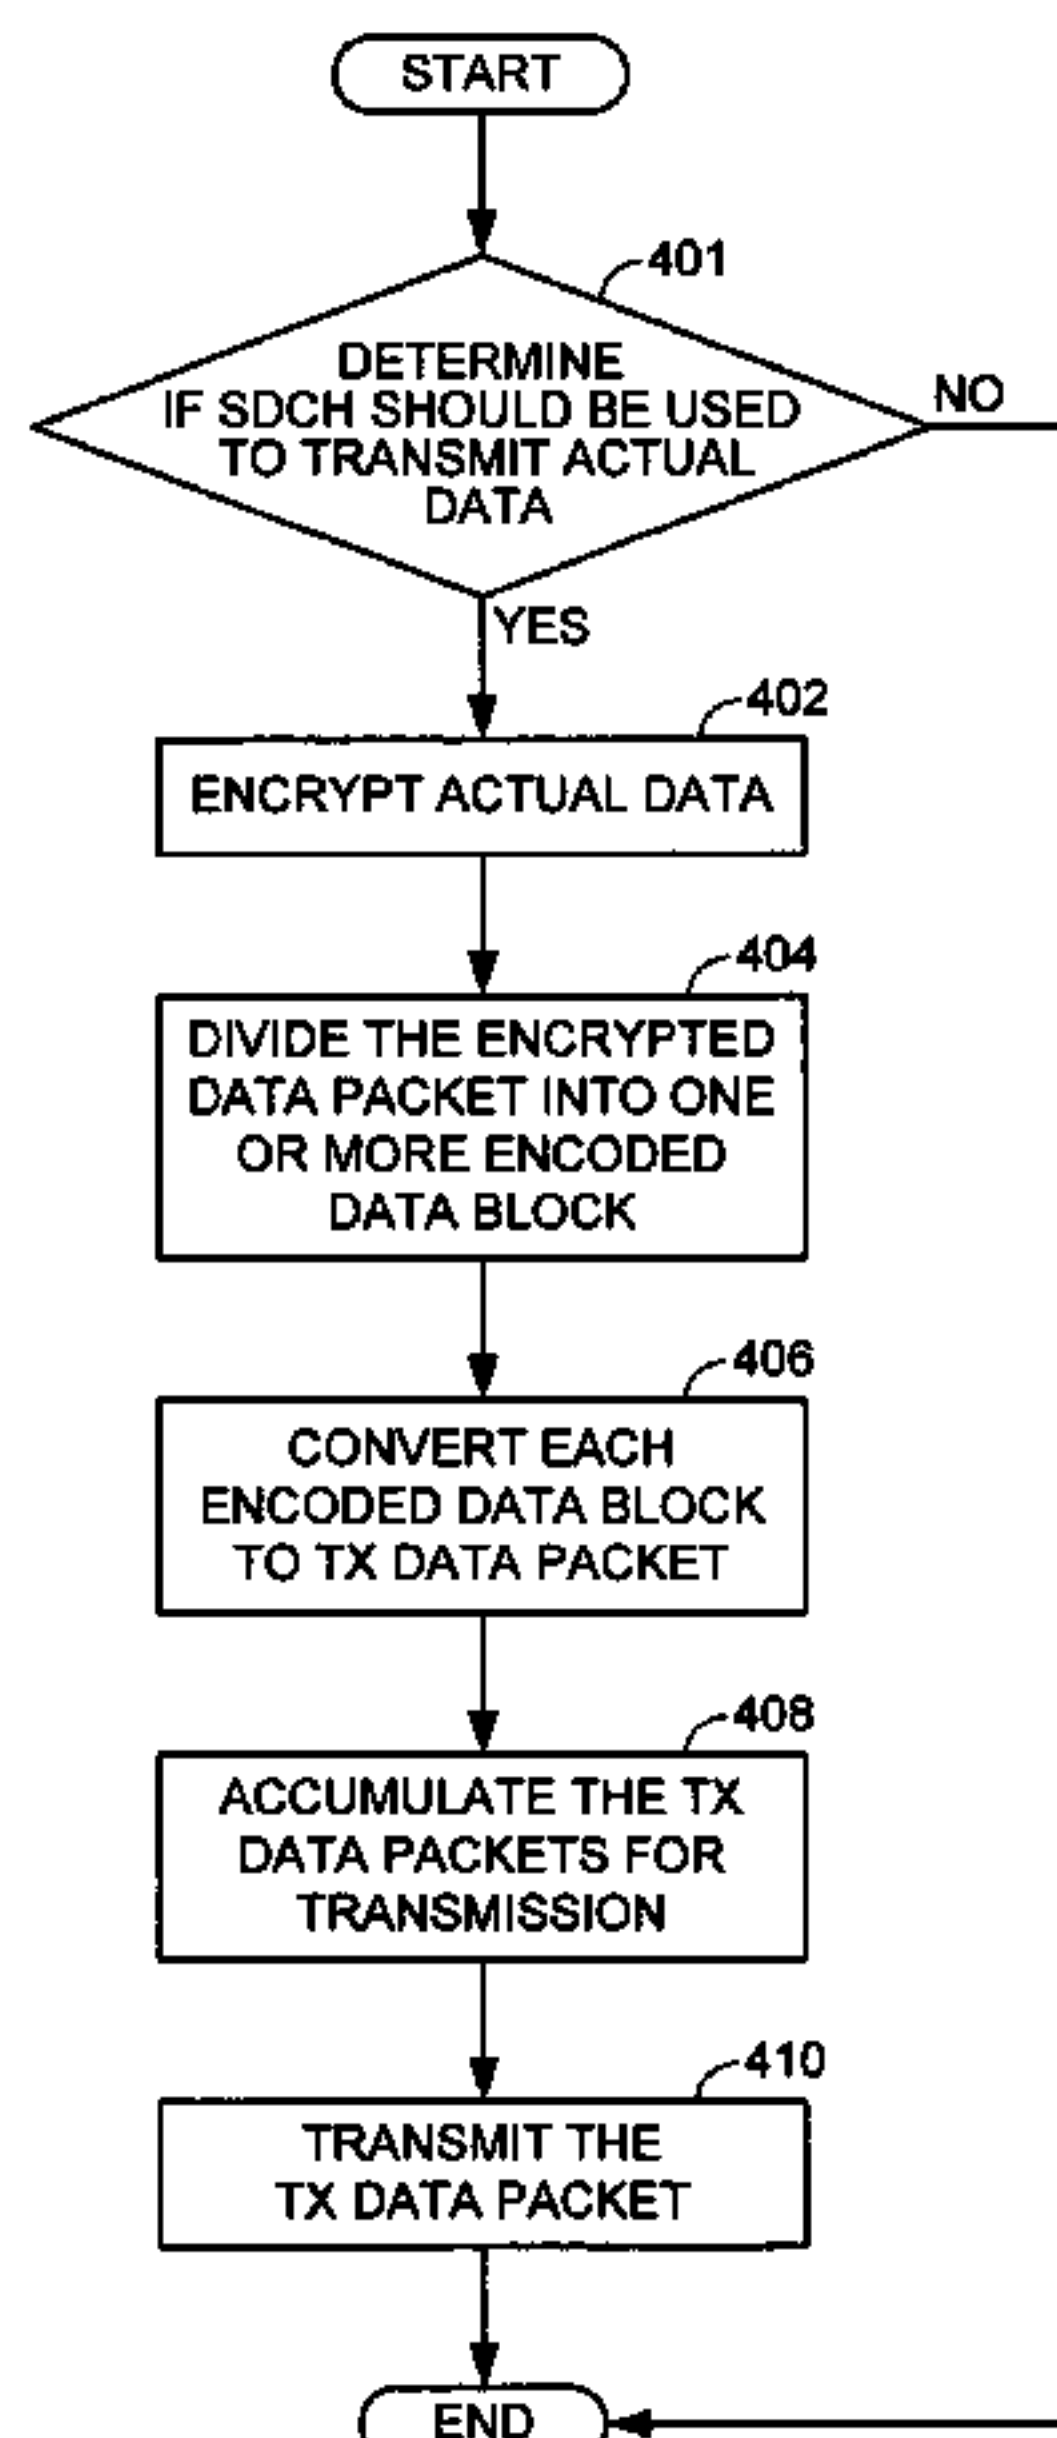 START
401
DETERMINE
IF SDCH SHOULD BE USED
TO TRANSMIT ACTUAL
DATA
NO
YES
402
ENCRYPT ACTUAL DATA
404
DIVIDE THE ENCRYPTED
DATA PACKET INTO ONE
OR MORE ENCODED
DATA BLOCK
406
CONVERT EACH
ENCODED DATA BLOCK
TO TX DATA PACKET
408
ACCUMULATE THE TX
DATA PACKETS FOR
TRANSMISSION
410
TRANSMIT THE
TX DATA PACKET
END